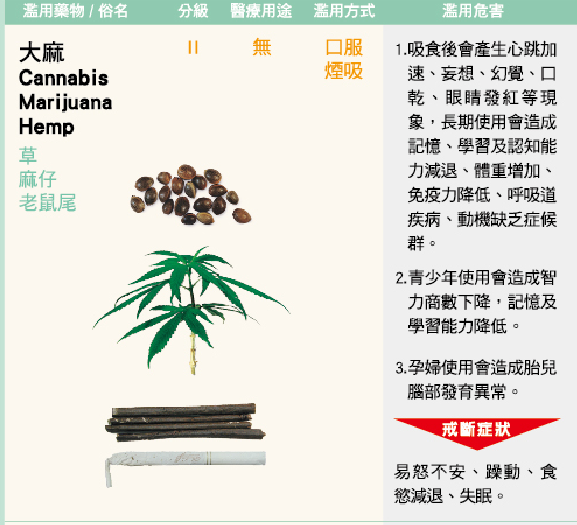 濫用藥物 / 俗名 分級 醫療用途 濫用方式 濫用危害
大麻 II 無 口服
煙吸
Cannabis
Marijuana
Hemp
草
麻仔
老鼠尾
1.吸食後會產生心跳加
速、妄想、幻覺、口
乾、眼睛發紅等現
象，長期使用會造成
記憶、學習及認知能
力減退、體重增加、
免疫力降低、呼吸道
疾病、動機缺乏症候
群。
2.青少年使用會造成智
力商數下降，記憶及
學習能力降低。
3.孕婦使用會造成胎兒
腦部發育異常。
戒斷症狀
易怒不安、躁動、食
慾減退、失眠。